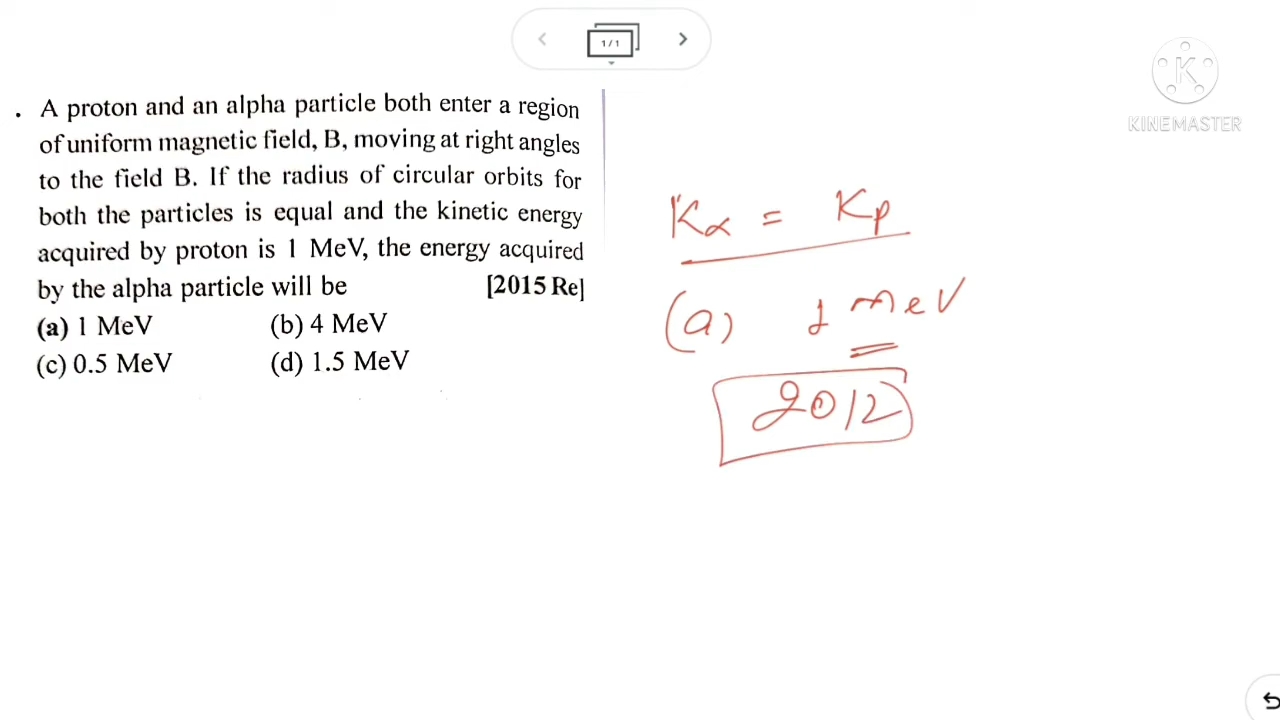 1/1
KINEMASTER
. A proton and an alpha particle both enter a region
of uniform magnetic field, B, moving at right angles
to the field B. If the radius of circular orbits for
both the particles is equal and the kinetic energy
acquired by proton is 1 MeV, the energy acquired
by the alpha particle will be [2015 Re]
(a) 1 MeV (b) 4 MeV
(c) 0.5 MeV (d) 1.5 MeV
Kα = Kp
(a) 1 MeV
2012